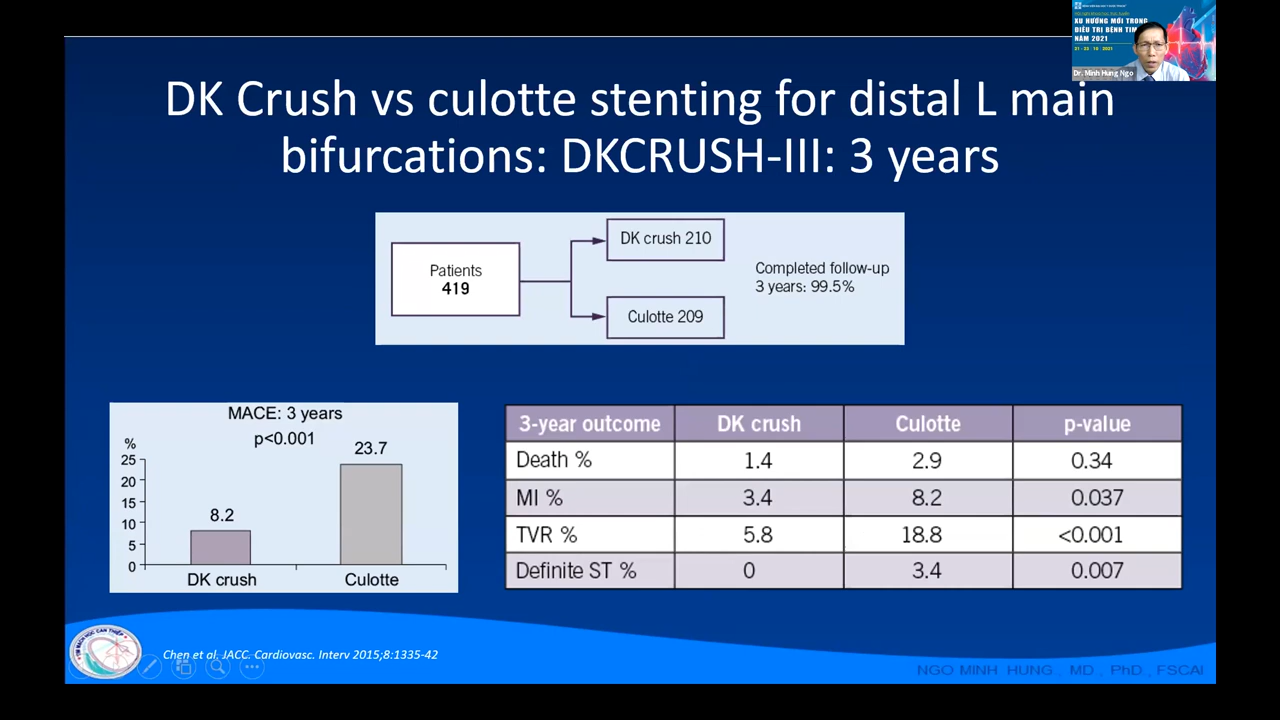 XU HƯỚNG MỚI TRONG
ĐIỀU TRỊ BỆNH TIM
NĂM 2021
21 - 23 . 10 . 2021
Dr. Minh Hung Ngo
DK Crush vs culotte stenting for distal L main
bifurcations: DKCRUSH-III: 3 years
Patients
419
DK crush 210
Culotte 209
Completed follow-up
3 years: 99.5%
MACE: 3 years
p<0.001
%
25
20
15
10
5
0
8.2
23.7
DK crush
Culotte
3-year outcome DK crush Culotte p-value
Death % 1.4 2.9 0.34
MI % 3.4 8.2 0.037
TVR % 5.8 18.8 <0.001
Definite ST % 0 3.4 0.007
Chen et al. JACC. Cardiovasc. Interv 2015;8:1335-42
NGO MINH HUNG., MD., PhD., FSCAI